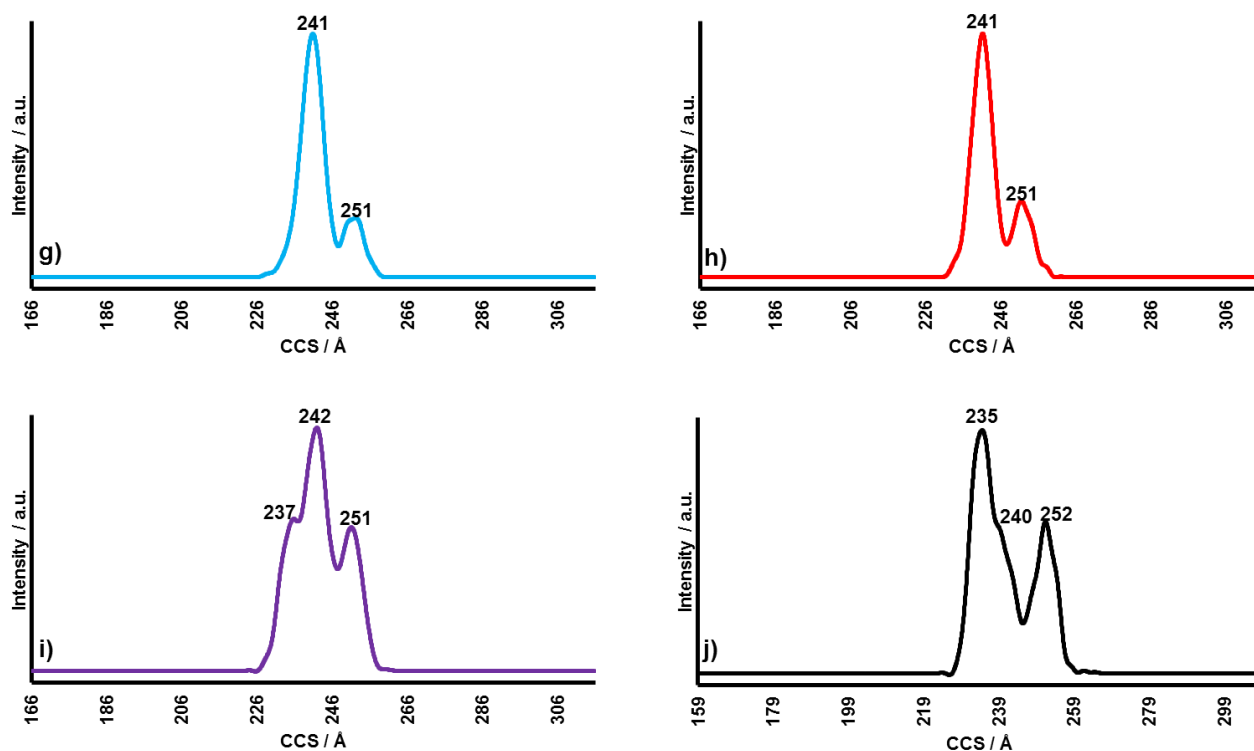 241
251
Intensity / a.u.
g)
166 186 206 226 246 266 286 306
CCS / Å
241
251
Intensity / a.u.
h)
166 186 206 226 246 266 286 306
CCS / Å
242
237
251
Intensity / a.u.
i)
166 186 206 226 246 266 286 306
CCS / Å
235
240
252
Intensity / a.u.
j)
159 179 199 219 239 259 279 299
CCS / Å